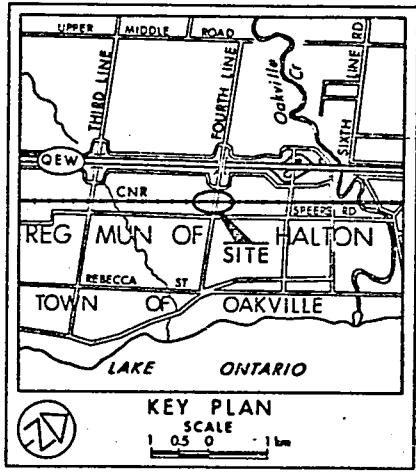 UPPER MIDDLE ROAD
THIRD LINE
FOURTH LINE
Oakville Cr
SIXTH LINE RD
QEW
CNR
SPEERS RD
REG MUN OF HALTON
SITE
REBECCA ST
TOWN OF OAKVILLE
LAKE ONTARIO
KEY PLAN
SCALE
1 0.5 0 1 km